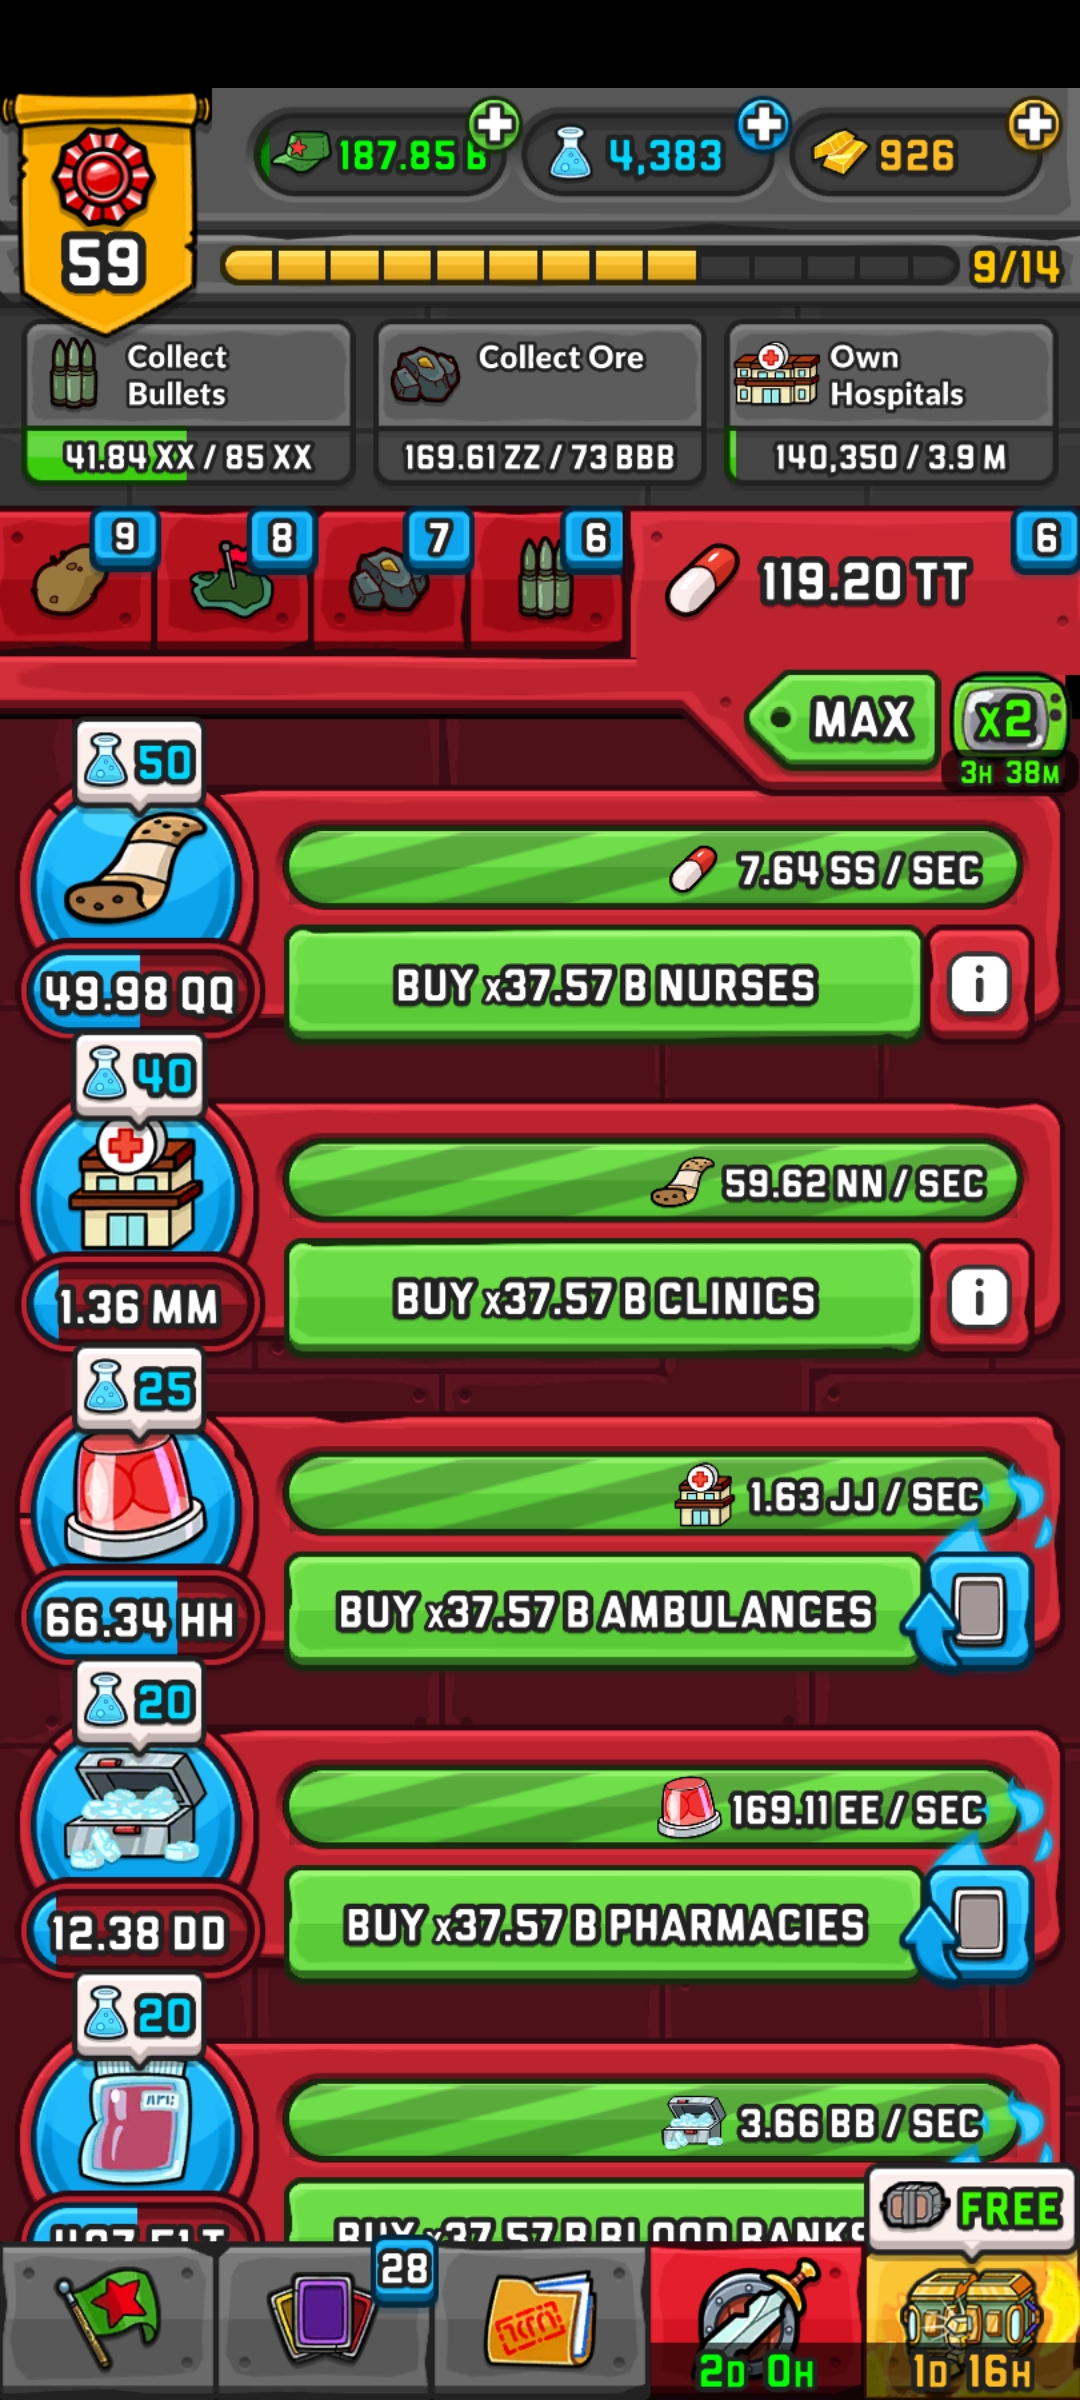 187.85 B
4,383
926
59
9/14
Collect Bullets
41.84 XX / 85 XX
Collect Ore
169.61 ZZ / 73 BBB
Own Hospitals
140,350 / 3.9 M
9
8
7
6
119.20 TT
6
MAX
x2
3H 38M
50
7.64 SS / SEC
49.98 QQ
BUY x37.57 B NURSES
i
40
59.62 NN / SEC
1.36 MM
BUY x37.57 B CLINICS
i
25
1.63 JJ / SEC
66.34 HH
BUY x37.57 B AMBULANCES
20
169.11 EE / SEC
12.38 DD
BUY x37.57 B PHARMACIES
20
3.66 BB / SEC
BUY x37.57 B BLOOD BANKS
FREE
28
2D 0H
1D 16H